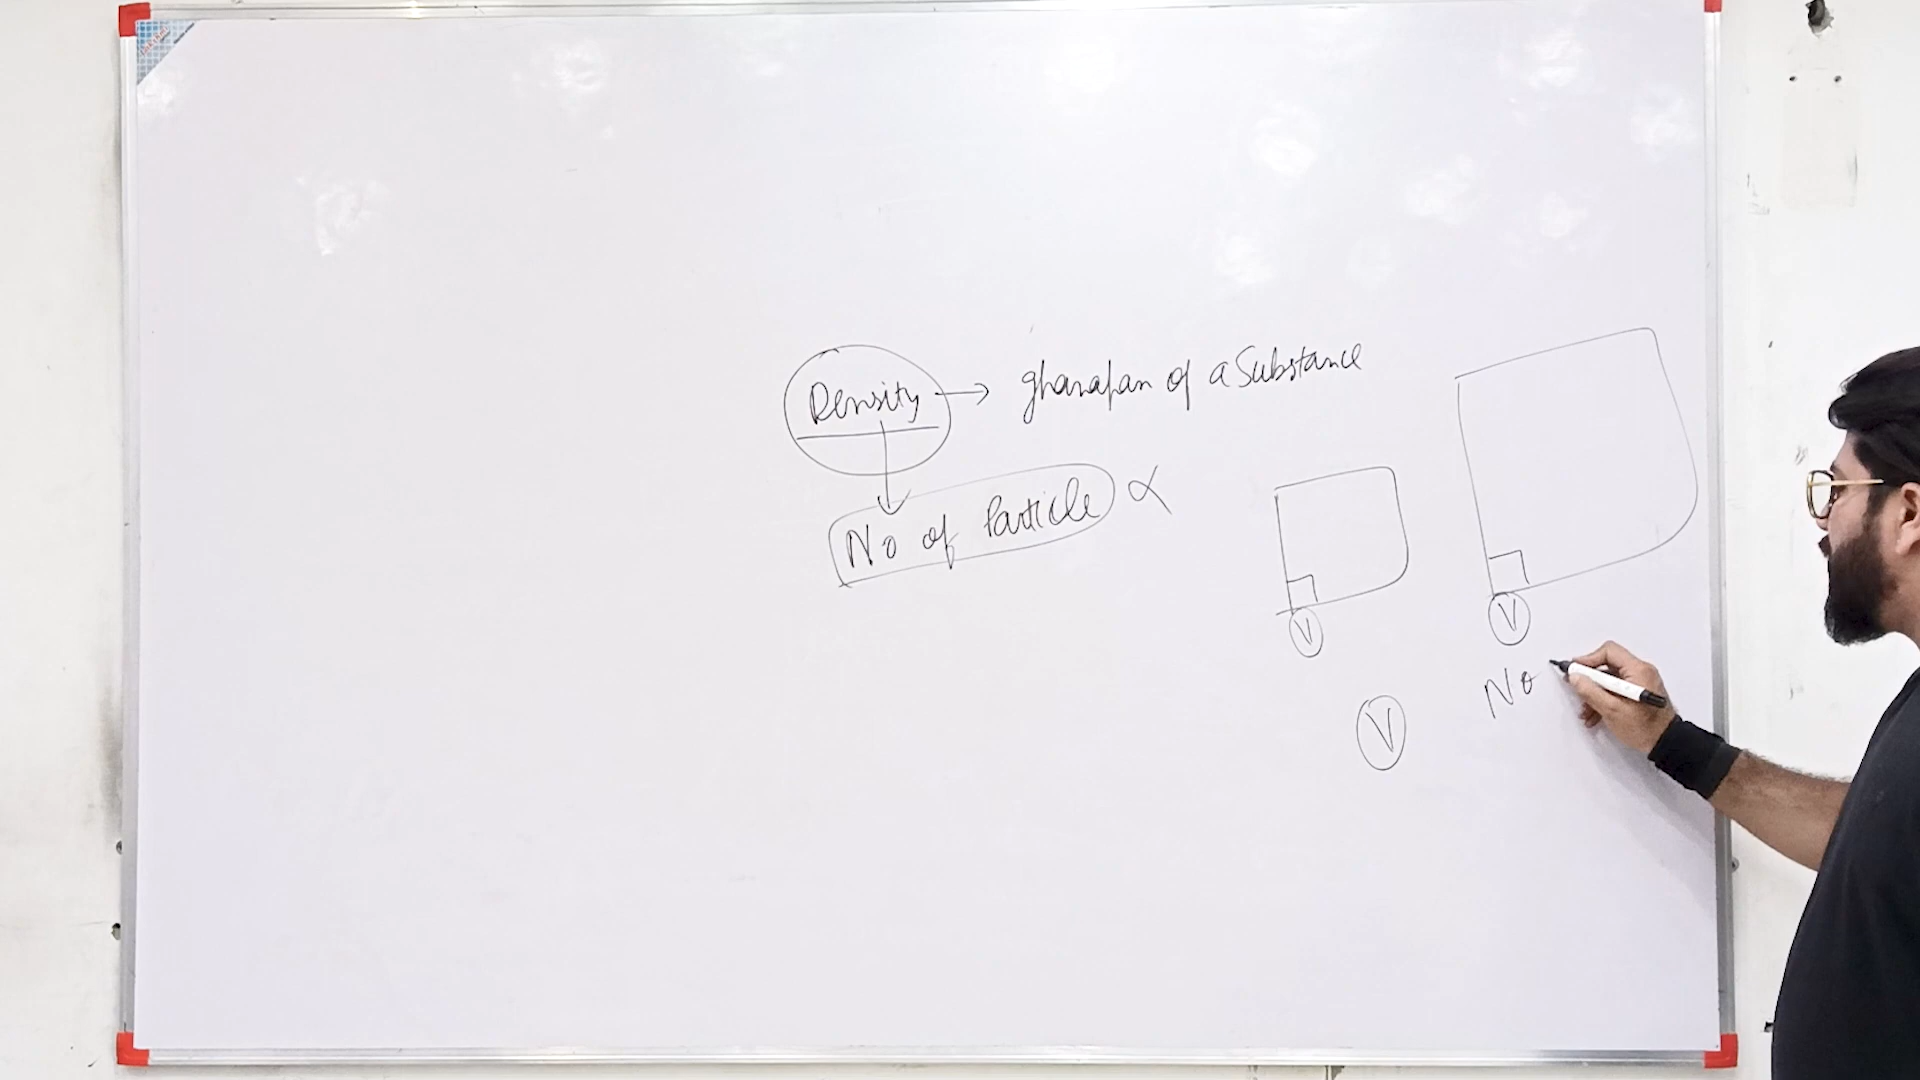 Density → ghanapan of a Substance
No of Particle ∝
V
V
No
V